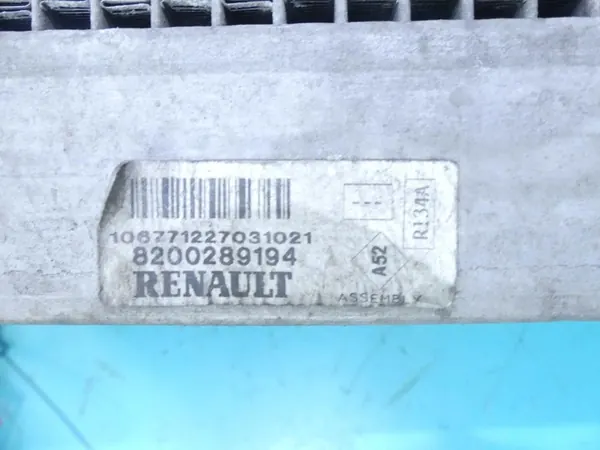 106771227031021
8200289194
RENAULT
R134A
A52
ASSEMBLY